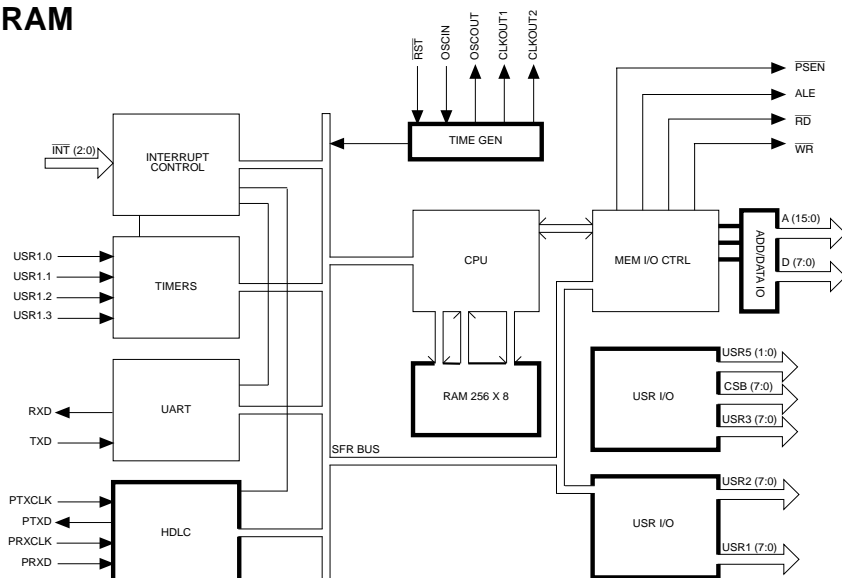 RAM
RST
OSCIN
OSCOUT
CLKOUT1
CLKOUT2
PSEN
ALE
RD
WR
TIME GEN
INT (2:0)
INTERRUPT
CONTROL
USR1.0
USR1.1
USR1.2
USR1.3
TIMERS
CPU
MEM I/O CTRL
ADD/DATA IO
A (15:0)
D (7:0)
RAM 256 X 8
USR I/O
USR5 (1:0)
CSB (7:0)
USR3 (7:0)
RXD
TXD
UART
SFR BUS
PTXCLK
PTXD
PRXCLK
PRXD
HDLC
USR I/O
USR2 (7:0)
USR1 (7:0)